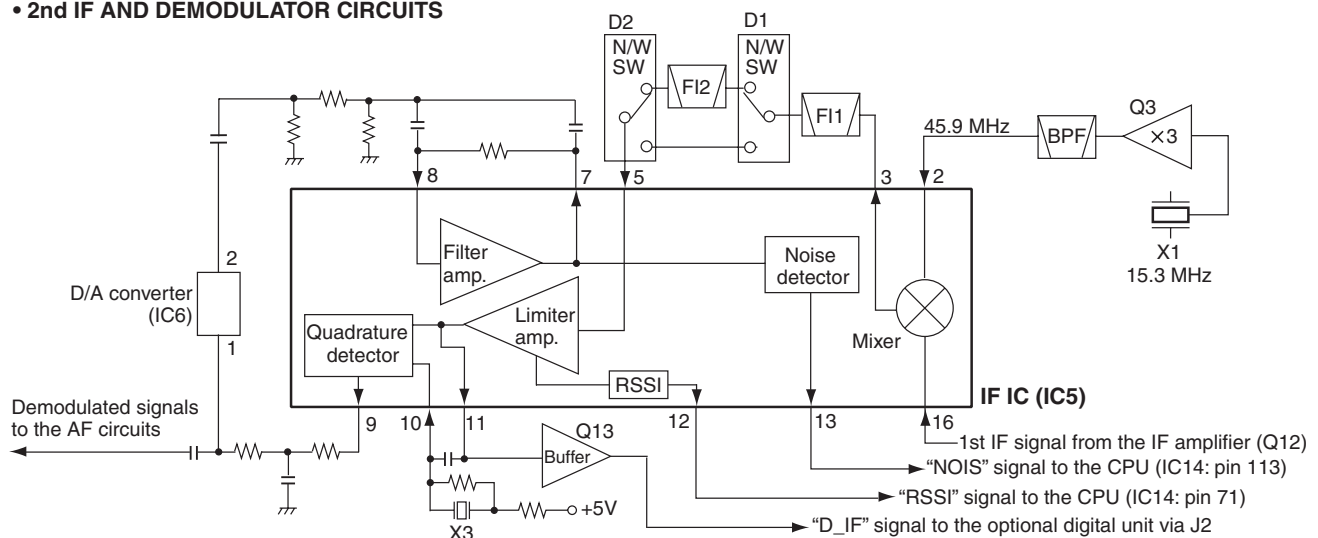 • 2nd IF AND DEMODULATOR CIRCUITS
D2
D1
N/W
SW
N/W
SW
FI2
FI1
Q3
×3
45.9 MHz
BPF
X1
15.3 MHz
8
7
5
3
2
Filter
amp.
Noise
detector
Mixer
Limiter
amp.
Quadrature
detector
RSSI
2
D/A converter
(IC6)
1
IF IC (IC5)
9
10
11
12
13
16
Demodulated signals
to the AF circuits
Q13
Buffer
X3
+5V
1st IF signal from the IF amplifier (Q12)
“NOIS” signal to the CPU (IC14: pin 113)
“RSSI” signal to the CPU (IC14: pin 71)
“D_IF” signal to the optional digital unit via J2